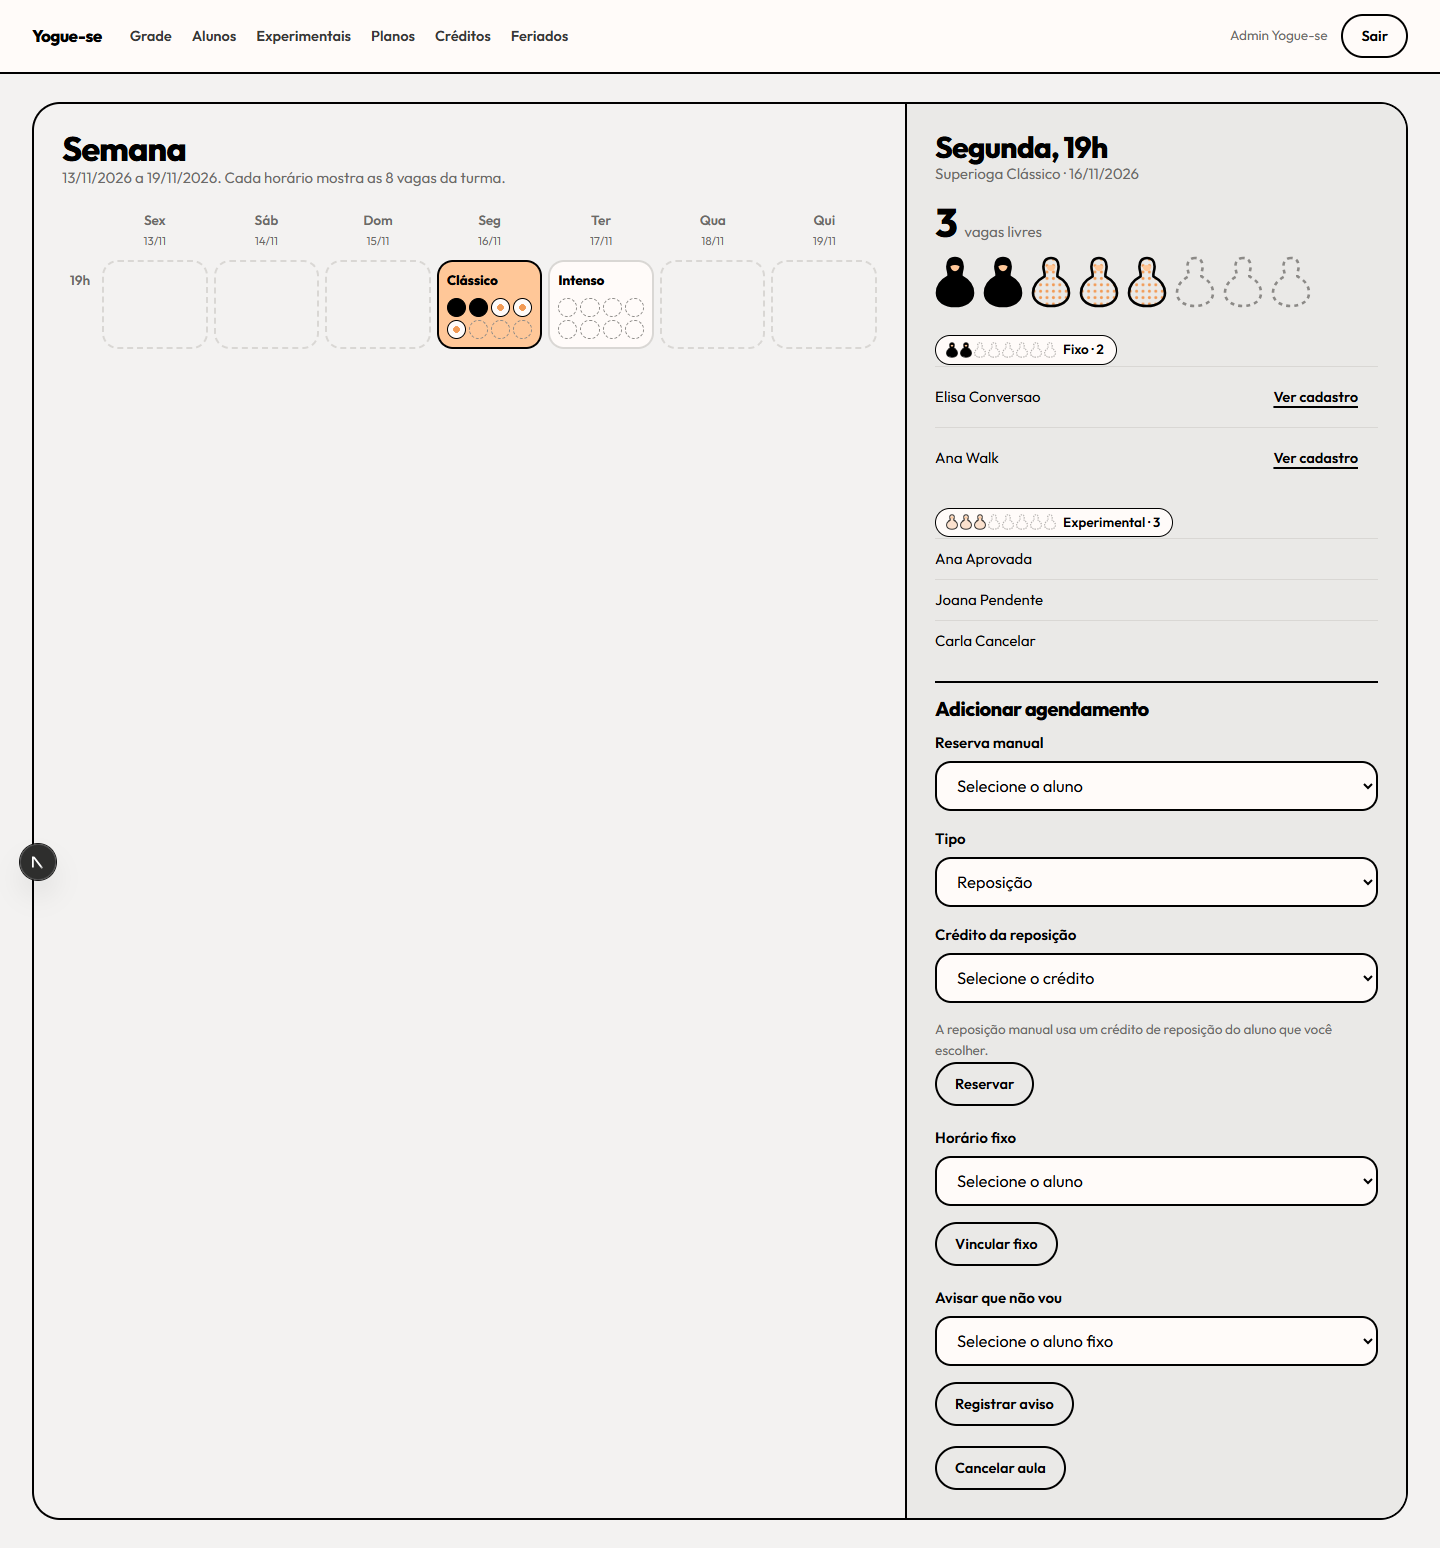 Yogue-se Grade Alunos Experimentais Planos Créditos Feriados Admin Yogue-se Sair
Semana
13/11/2026 a 19/11/2026. Cada horário mostra as 8 vagas da turma.
Sex Sáb Dom Seg Ter Qua Qui
13/11 14/11 15/11 16/11 17/11 18/11 19/11
19h Clássico Intenso
Segunda, 19h
Superioga Clássico · 16/11/2026
3 vagas livres
Fixo · 2
Elisa Conversao Ver cadastro
Ana Walk Ver cadastro
Experimental · 3
Ana Aprovada
Joana Pendente
Carla Cancelar
Adicionar agendamento
Reserva manual
Selecione o aluno
Tipo
Reposição
Crédito da reposição
Selecione o crédito
A reposição manual usa um crédito de reposição do aluno que você
escolher.
Reservar
Horário fixo
Selecione o aluno
Vincular fixo
Avisar que não vou
Selecione o aluno fixo
Registrar aviso
Cancelar aula